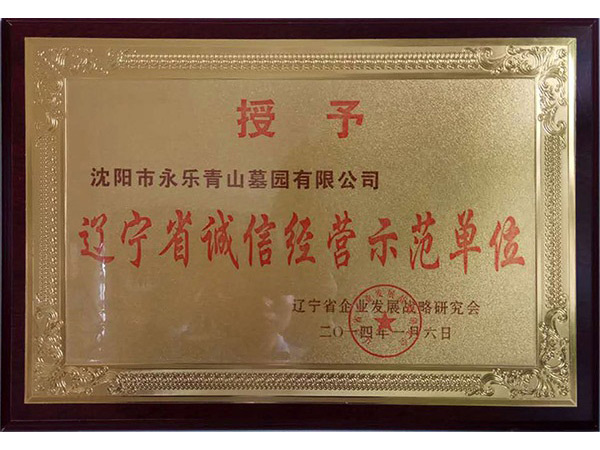 授予
沈阳市永乐青山墓园有限公司
辽宁省诚信经营示范单位
辽宁省企业发展战略研究会
二〇一四年一月六日